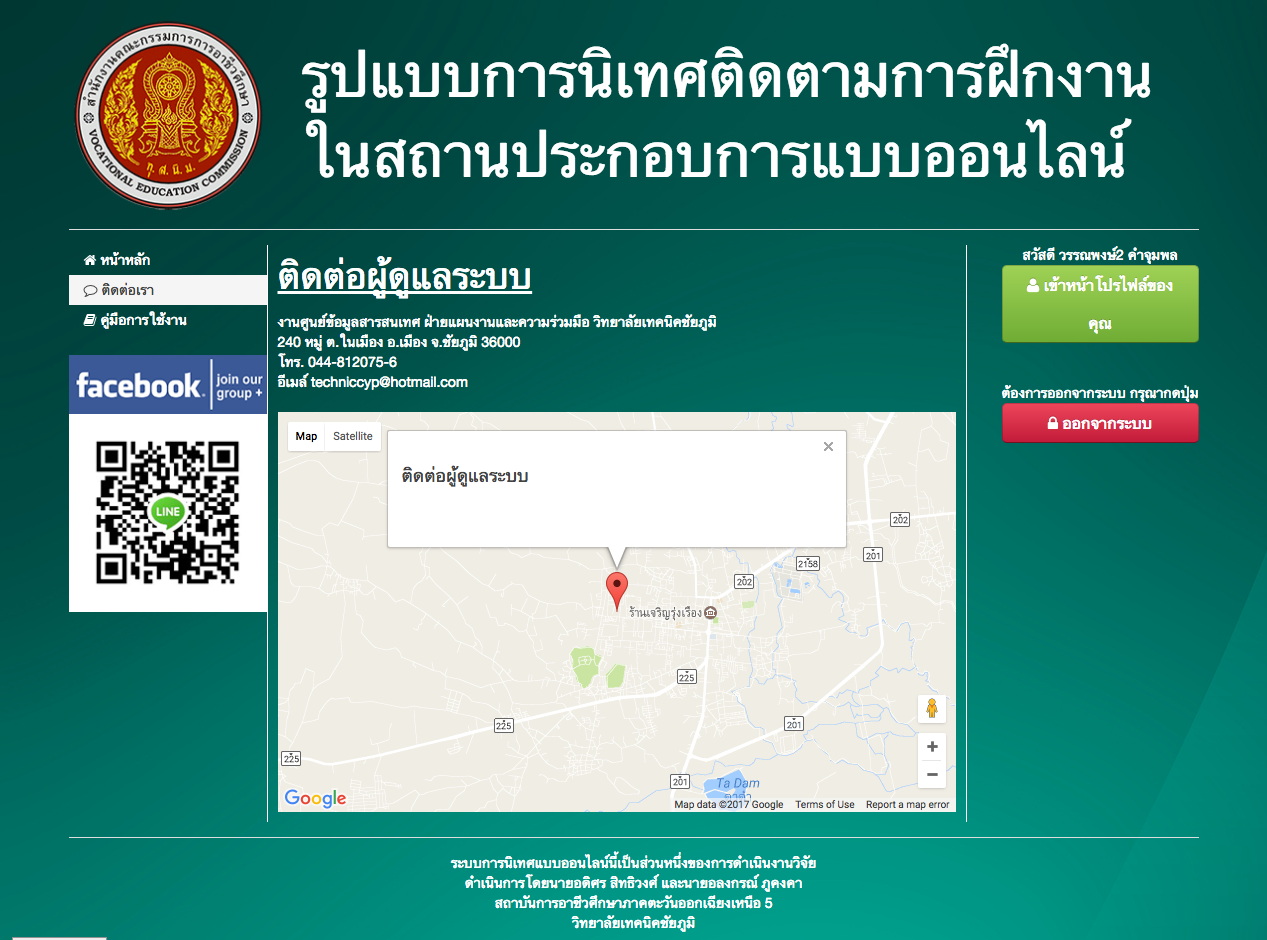 สำนักงานคณะกรรมการการอาชีวศึกษา
VOCATIONAL EDUCATION COMMISSION
ทุ. ส. นิ. ม.
รูปแบบการนิเทศติดตามการฝึกงาน
ในสถานประกอบการแบบออนไลน์
หน้าหลัก
ติดต่อเรา
คู่มือการใช้งาน
facebook. join our
group +
LINE
ติดต่อผู้ดูแลระบบ
งานศูนย์ข้อมูลสารสนเทศ ฝ่ายแผนงานและความร่วมมือ วิทยาลัยเทคนิคชัยภูมิ
240 หมู่ ต.ในเมือง อ.เมือง จ.ชัยภูมิ 36000
โทร. 044-812075-6
อีเมล์ techniccyp@hotmail.com
Map Satellite
ติดต่อผู้ดูแลระบบ
202
201
2158
202
ร้านเจริญรุ่งเรือง
225
225
201
225
201
Ta Dam
Google
Map data ©2017 Google Terms of Use Report a map error
สวัสดี วรรณพงษ์2 คำจุมพล
เข้าหน้าโปรไฟล์ของ
คุณ
ต้องการออกจากระบบ กรุณากดปุ่ม
ออกจากระบบ
ระบบการนิเทศแบบออนไลน์นี้เป็นส่วนหนึ่งของการดำเนินงานวิจัย
ดำเนินการโดยนายอดิศร สิทธิวงศ์ และนายอลงกรณ์ ภูคงคา
สถาบันการอาชีวศึกษาภาคตะวันออกเฉียงเหนือ 5
วิทยาลัยเทคนิคชัยภูมิ